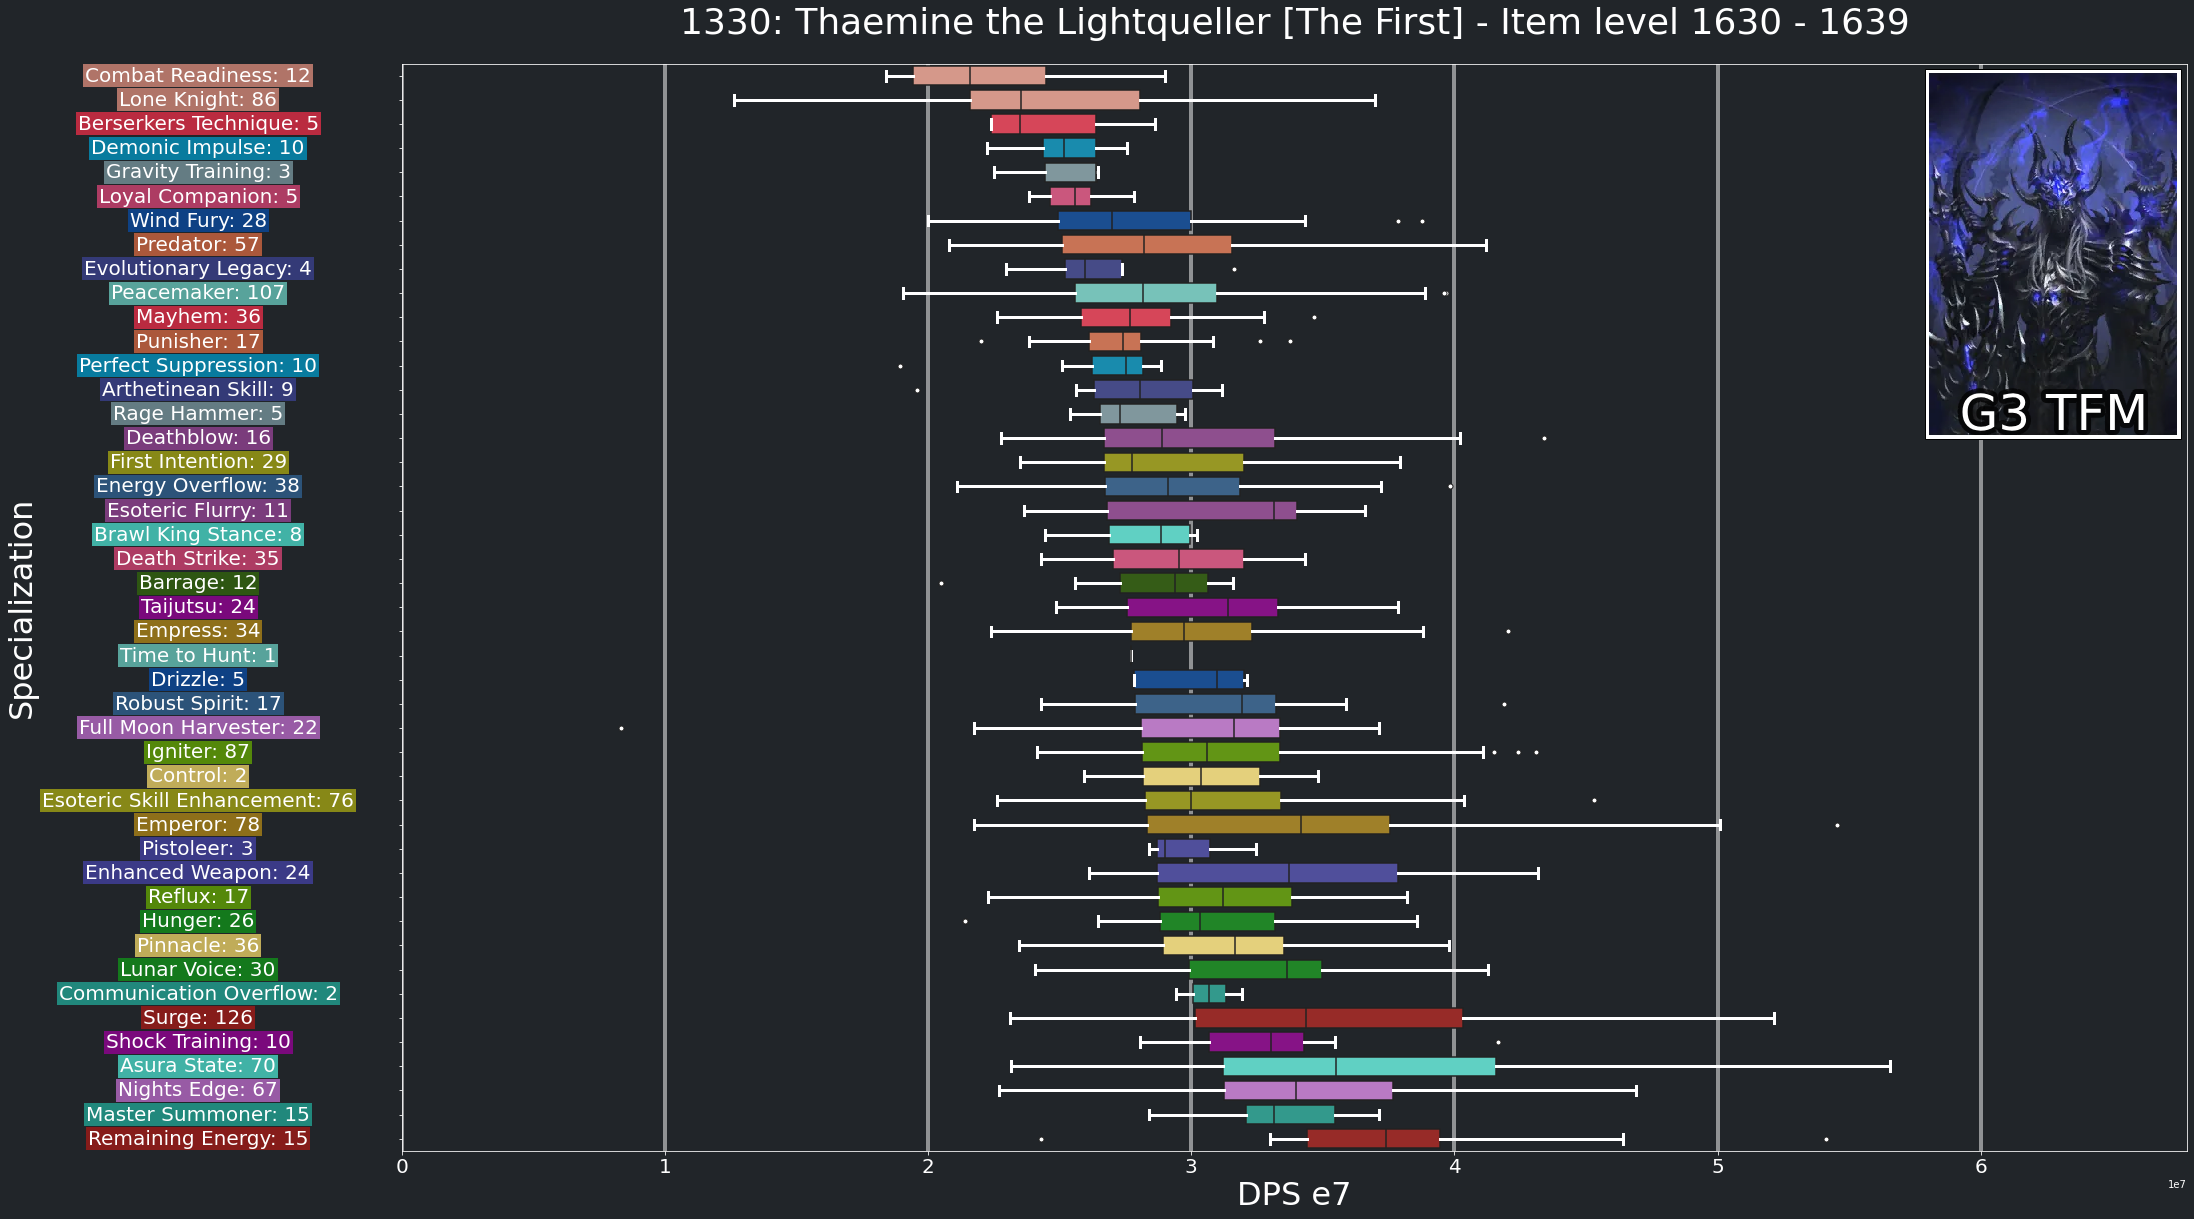 1330: Thaemine the Lightqueller [The First] - Item level 1630 - 1639
Combat Readiness: 12
Lone Knight: 86
Berserkers Technique: 5
Demonic Impulse: 10
Gravity Training: 3
Loyal Companion: 5
Wind Fury: 28
Predator: 57
Evolutionary Legacy: 4
Peacemaker: 107
Mayhem: 36
Punisher: 17
Perfect Suppression: 10
Arthetinean Skill: 9
Rage Hammer: 5
Deathblow: 16
First Intention: 29
Energy Overflow: 38
Esoteric Flurry: 11
Brawl King Stance: 8
Death Strike: 35
Barrage: 12
Taijutsu: 24
Empress: 34
Time to Hunt: 1
Drizzle: 5
Robust Spirit: 17
Full Moon Harvester: 22
Igniter: 87
Control: 2
Esoteric Skill Enhancement: 76
Emperor: 78
Pistoleer: 3
Enhanced Weapon: 24
Reflux: 17
Hunger: 26
Pinnacle: 36
Lunar Voice: 30
Communication Overflow: 2
Surge: 126
Shock Training: 10
Asura State: 70
Nights Edge: 67
Master Summoner: 15
Remaining Energy: 15
Specialization
G3 TFM
0 1 2 3 4 5 6
DPS e7
1e7